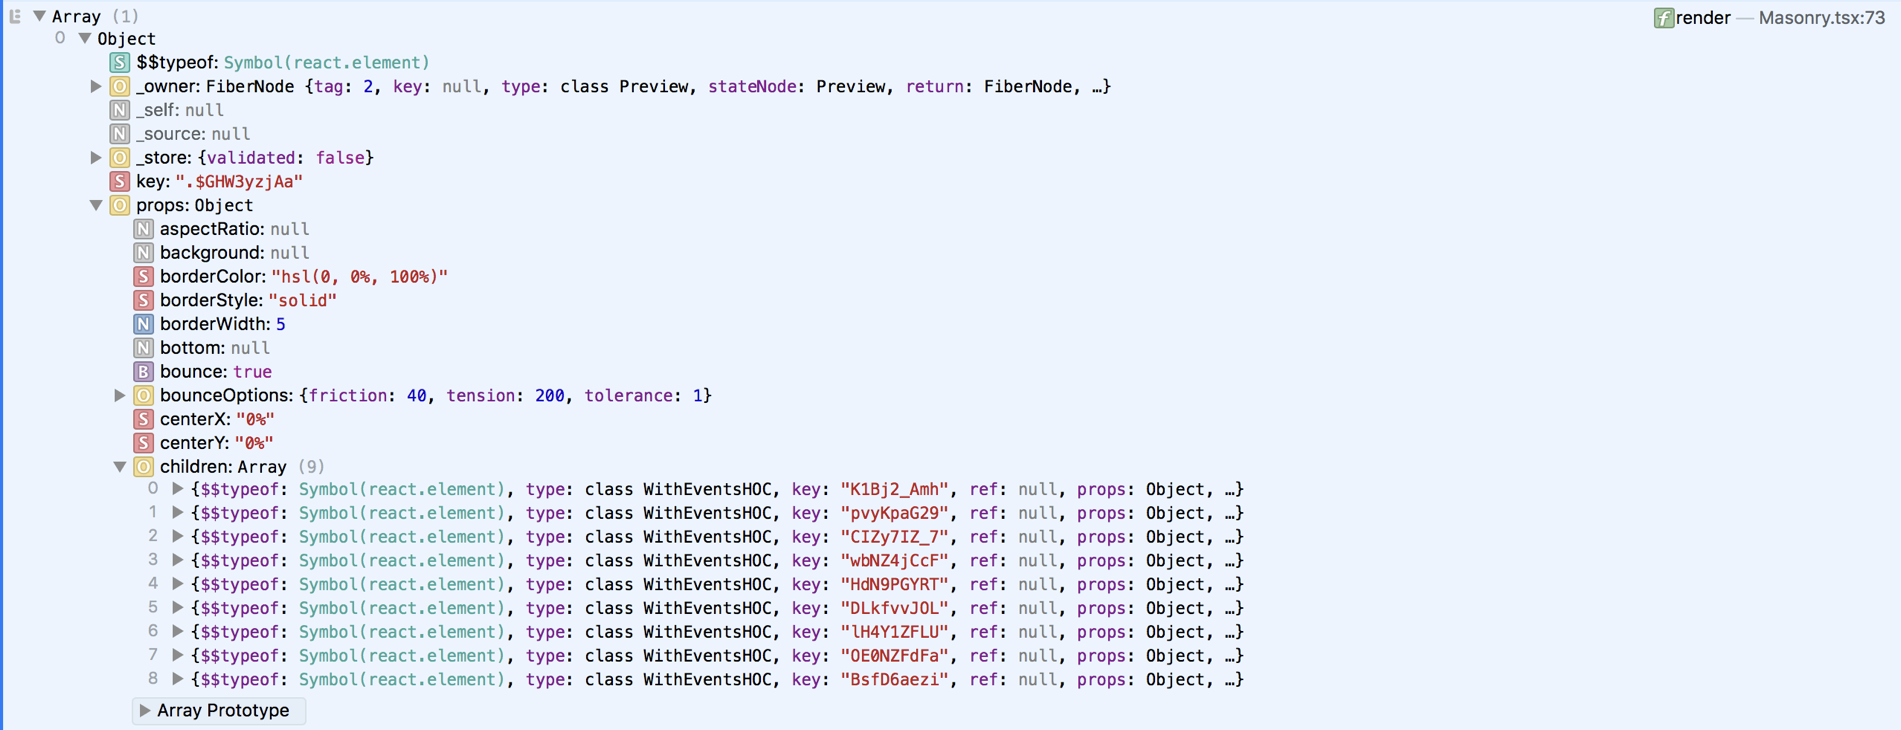 Array (1)
render — Masonry.tsx:73
0 Object
S $$typeof: Symbol(react.element)
O _owner: FiberNode {tag: 2, key: null, type: class Preview, stateNode: Preview, return: FiberNode, …}
N _self: null
N _source: null
O _store: {validated: false}
S key: ".$GHW3yzjAa"
O props: Object
N aspectRatio: null
N background: null
S borderColor: "hsl(0, 0%, 100%)"
S borderStyle: "solid"
N borderWidth: 5
N bottom: null
B bounce: true
O bounceOptions: {friction: 40, tension: 200, tolerance: 1}
S centerX: "0%"
S centerY: "0%"
O children: Array (9)
0 {$$typeof: Symbol(react.element), type: class WithEventsHOC, key: "K1Bj2_Amh", ref: null, props: Object, …}
1 {$$typeof: Symbol(react.element), type: class WithEventsHOC, key: "pvyKpaG29", ref: null, props: Object, …}
2 {$$typeof: Symbol(react.element), type: class WithEventsHOC, key: "CIZy7IZ_7", ref: null, props: Object, …}
3 {$$typeof: Symbol(react.element), type: class WithEventsHOC, key: "wbNZ4jCcF", ref: null, props: Object, …}
4 {$$typeof: Symbol(react.element), type: class WithEventsHOC, key: "HdN9PGYRT", ref: null, props: Object, …}
5 {$$typeof: Symbol(react.element), type: class WithEventsHOC, key: "DLkfvvJOL", ref: null, props: Object, …}
6 {$$typeof: Symbol(react.element), type: class WithEventsHOC, key: "lH4Y1ZFLU", ref: null, props: Object, …}
7 {$$typeof: Symbol(react.element), type: class WithEventsHOC, key: "OE0NZFdFa", ref: null, props: Object, …}
8 {$$typeof: Symbol(react.element), type: class WithEventsHOC, key: "BsfD6aezi", ref: null, props: Object, …}
Array Prototype